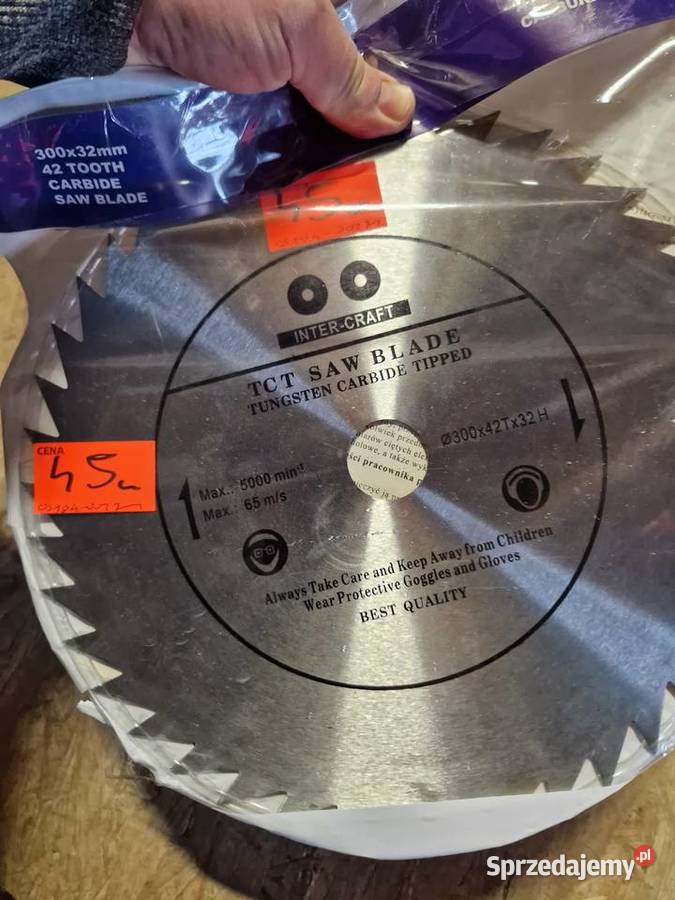 300x32mm
42 TOOTH
CARBIDE
SAW BLADE
45
INTER-CRAFT
TCT SAW BLADE
TUNGSTEN CARBIDE TIPPED
Ø300x42Tx32 H
CENA
45
Max.: 5000 min⁻¹
Max.: 65 m/s
ści pracownika
Always Take Care and Keep Away from Children
Wear Protective Goggles and Gloves
BEST QUALITY
Sprzedajemy.pl